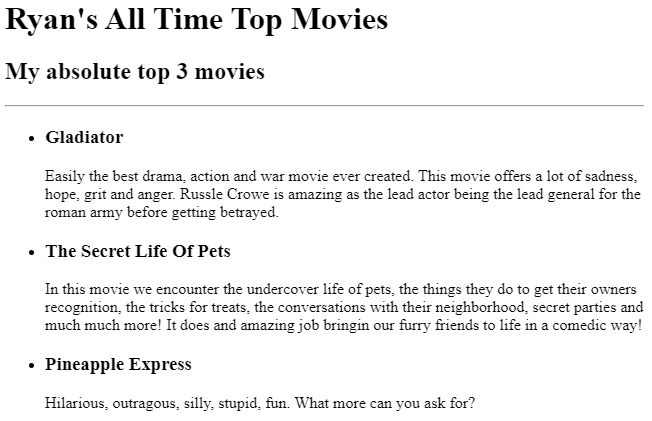 Ryan's All Time Top Movies
My absolute top 3 movies
Gladiator
Easily the best drama, action and war movie ever created. This movie offers a lot of sadness,
hope, grit and anger. Russle Crowe is amazing as the lead actor being the lead general for the
roman army before getting betrayed.
The Secret Life Of Pets
In this movie we encounter the undercover life of pets, the things they do to get their owners
recognition, the tricks for treats, the conversations with their neighborhood, secret parties and
much much more! It does and amazing job bringin our furry friends to life in a comedic way!
Pineapple Express
Hilarious, outragous, silly, stupid, fun. What more can you ask for?